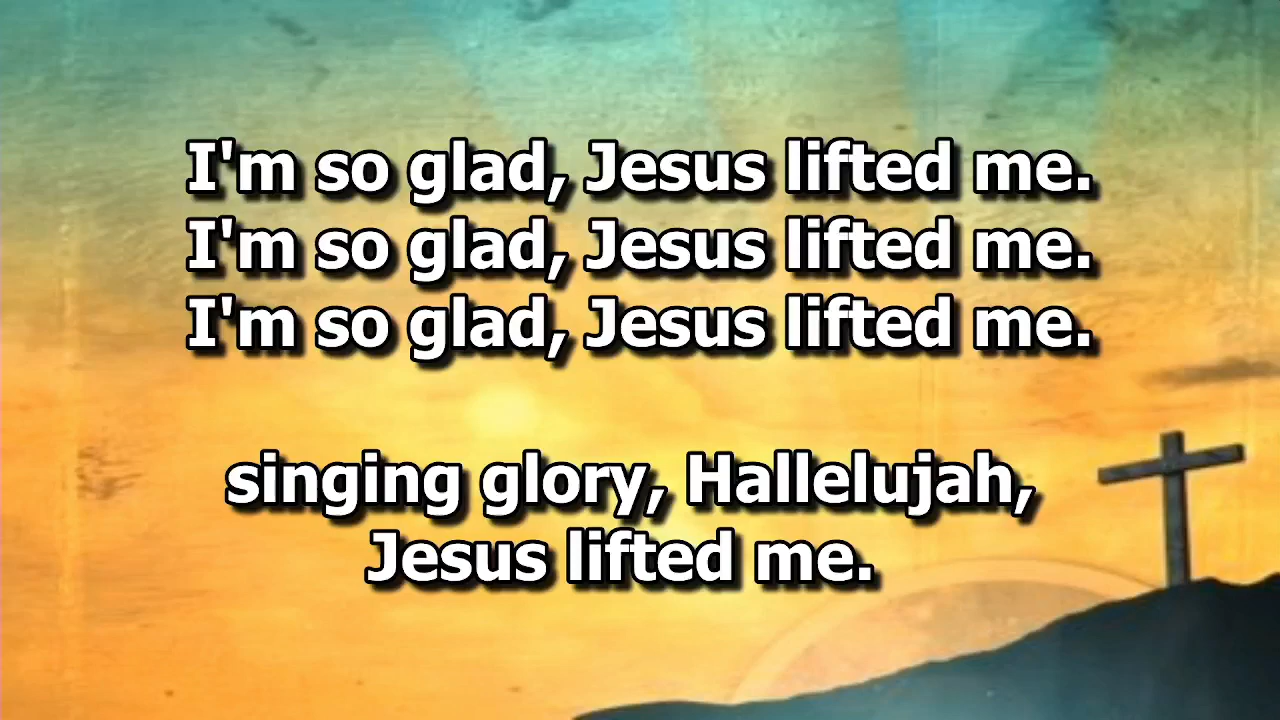 I'm so glad, Jesus lifted me.
I'm so glad, Jesus lifted me.
I'm so glad, Jesus lifted me.
singing glory, Hallelujah,
Jesus lifted me.